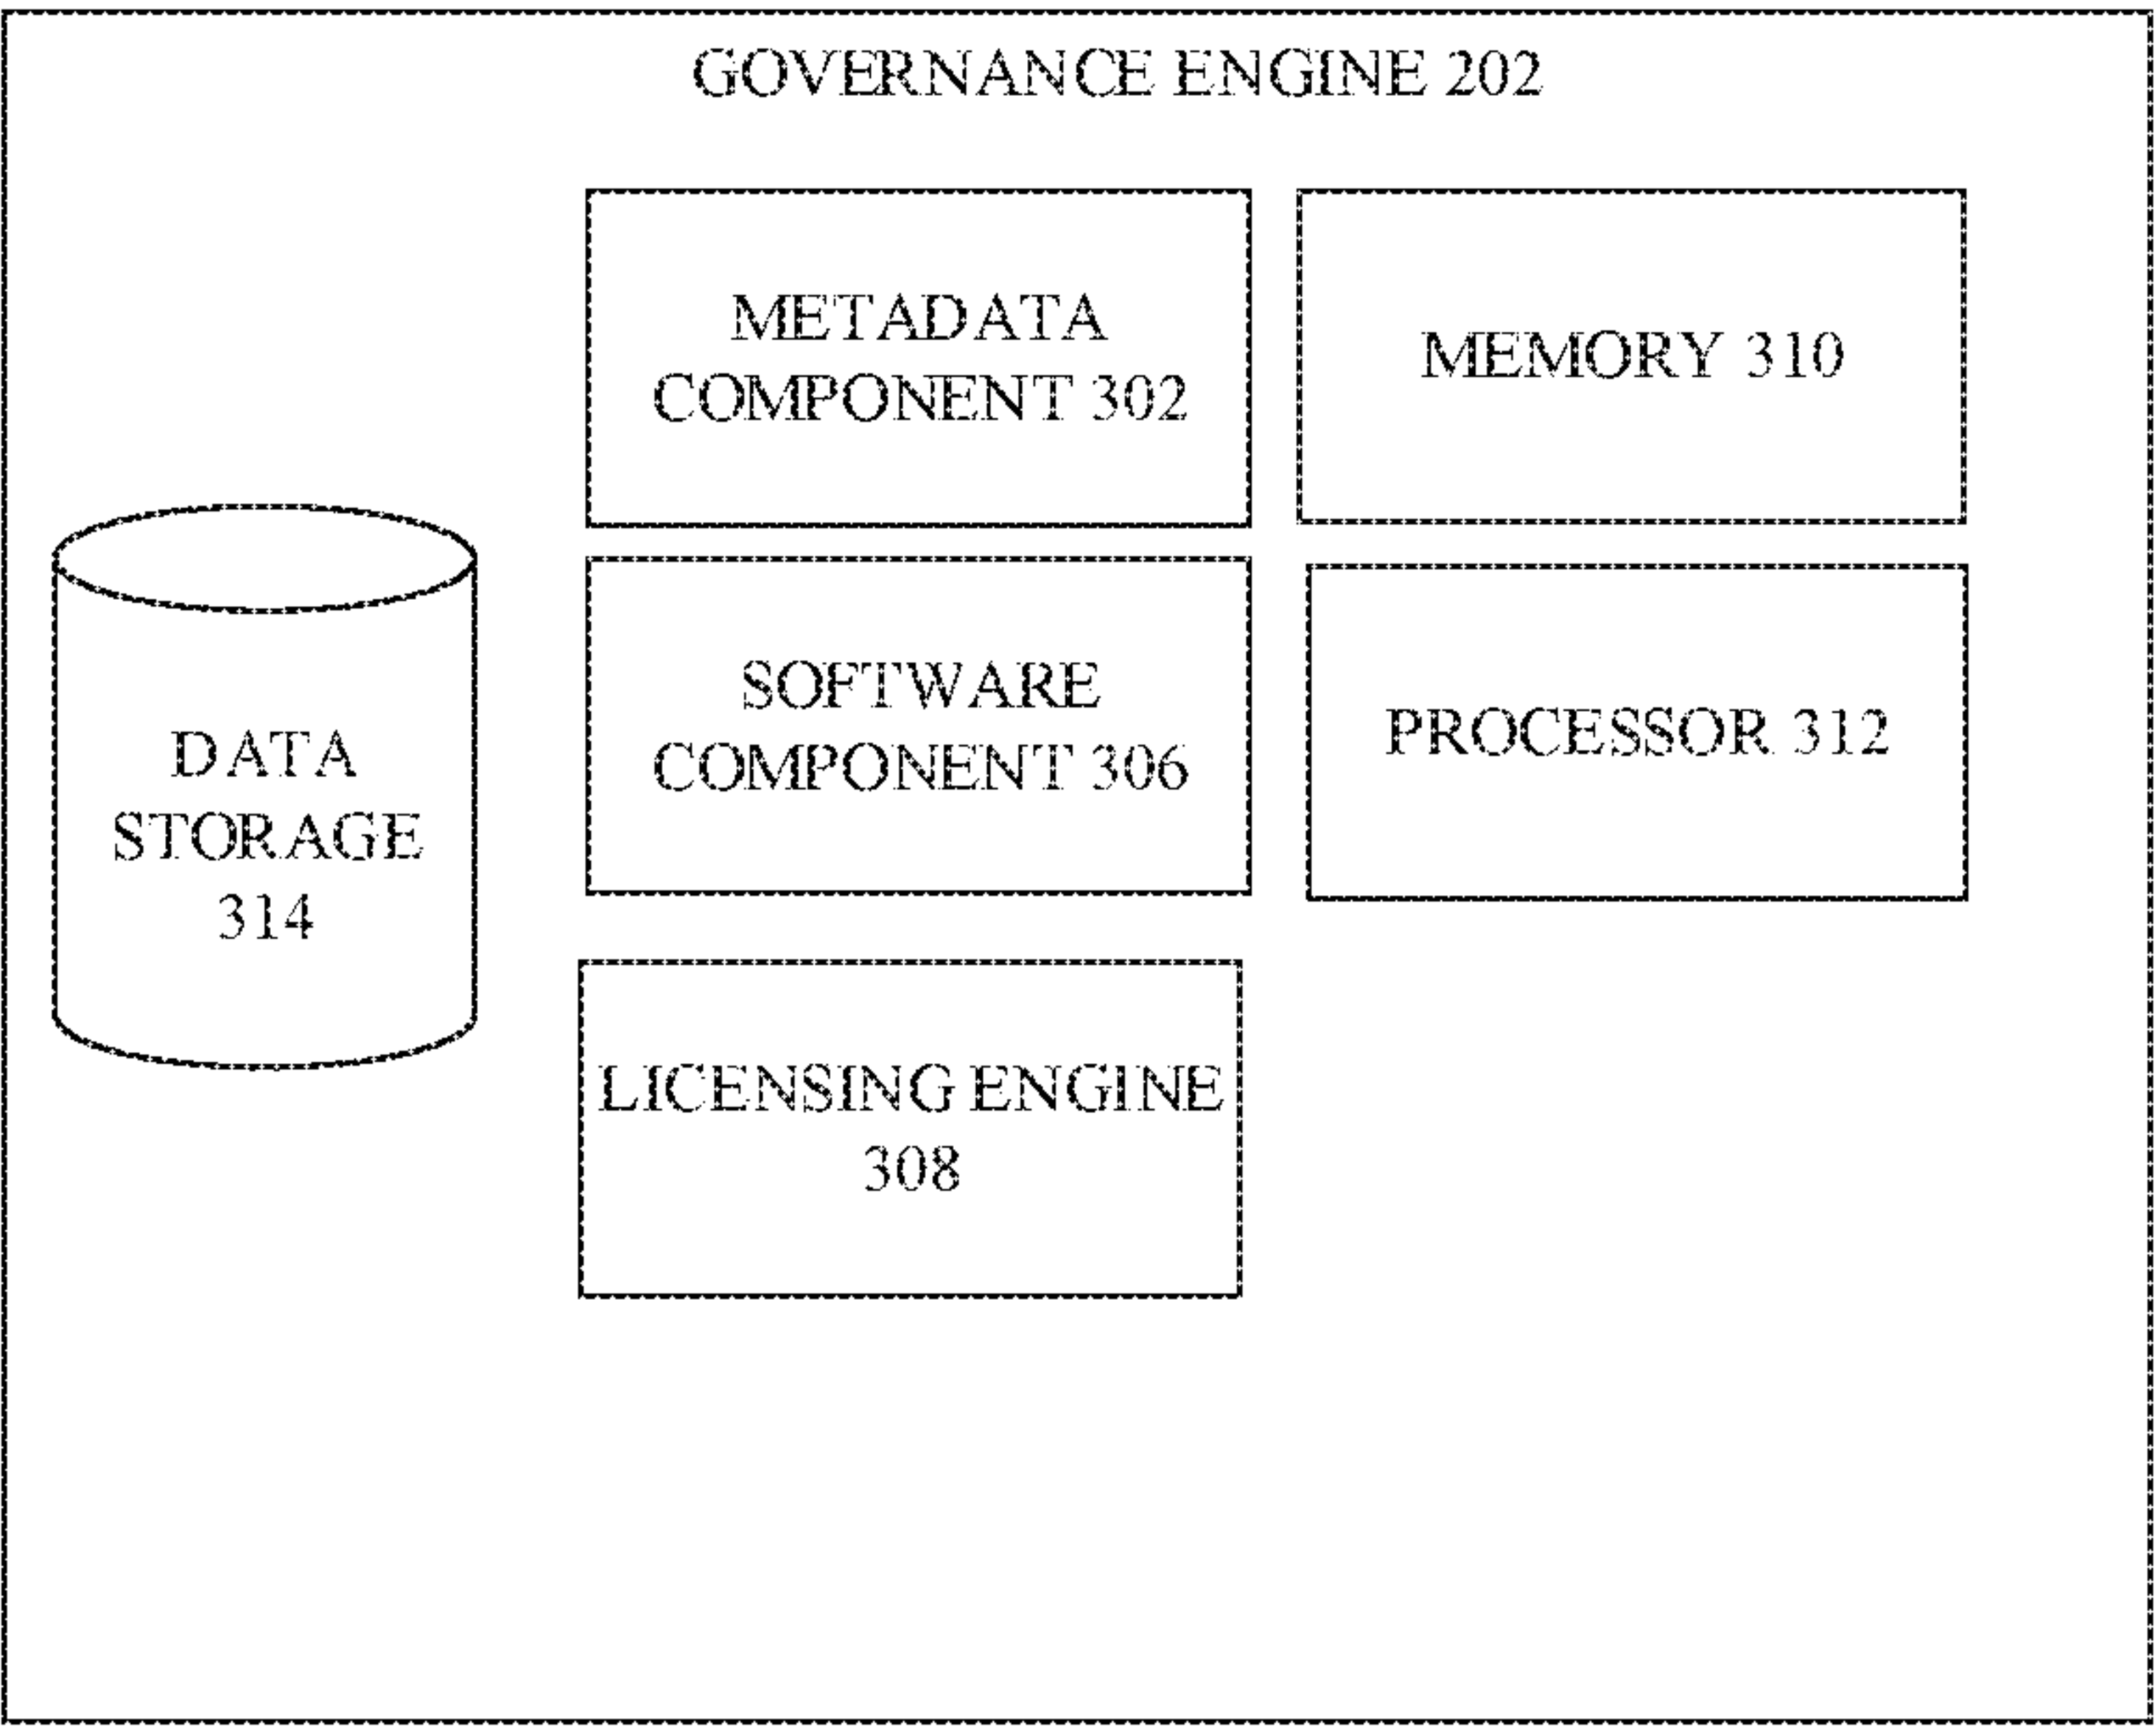 GOVERNANCE ENGINE 202
METADATA
COMPONENT 302
MEMORY 310
SOFTWARE
COMPONENT 306
PROCESSOR 312
DATA
STORAGE
314
LICENSING ENGINE
308